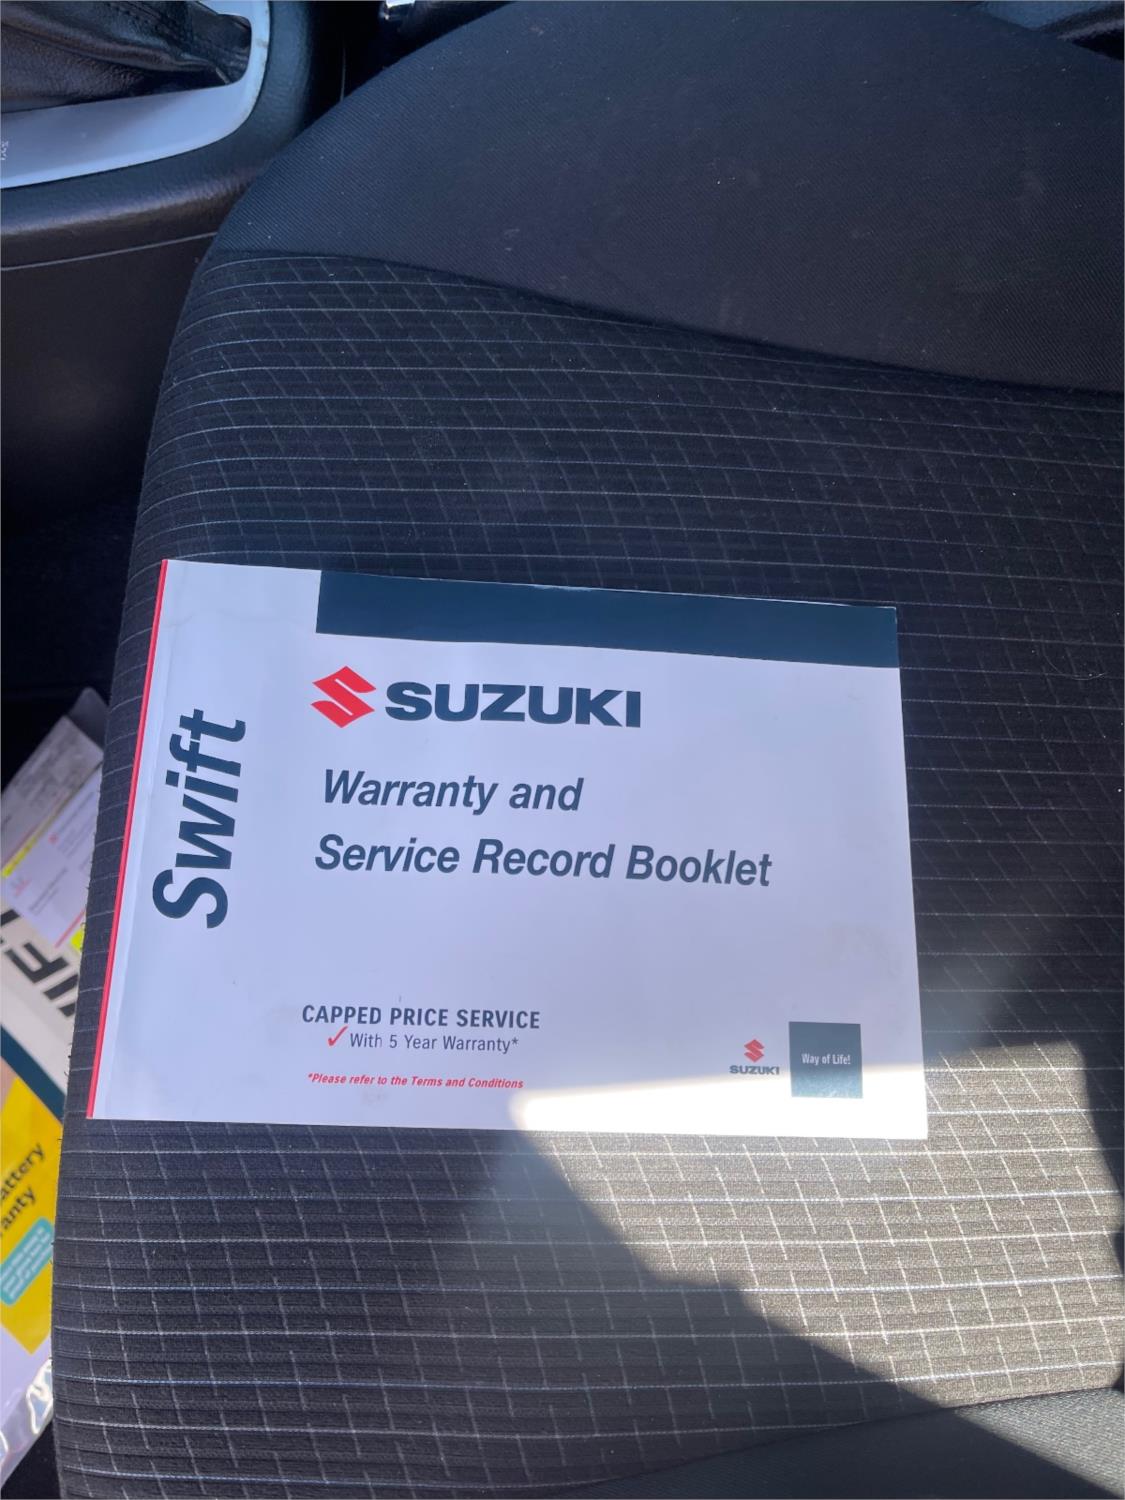 Swift
SUZUKI
Warranty and
Service Record Booklet
CAPPED PRICE SERVICE
✓With 5 Year Warranty*
*Please refer to the Terms and Conditions
SUZUKI
Way of Life!